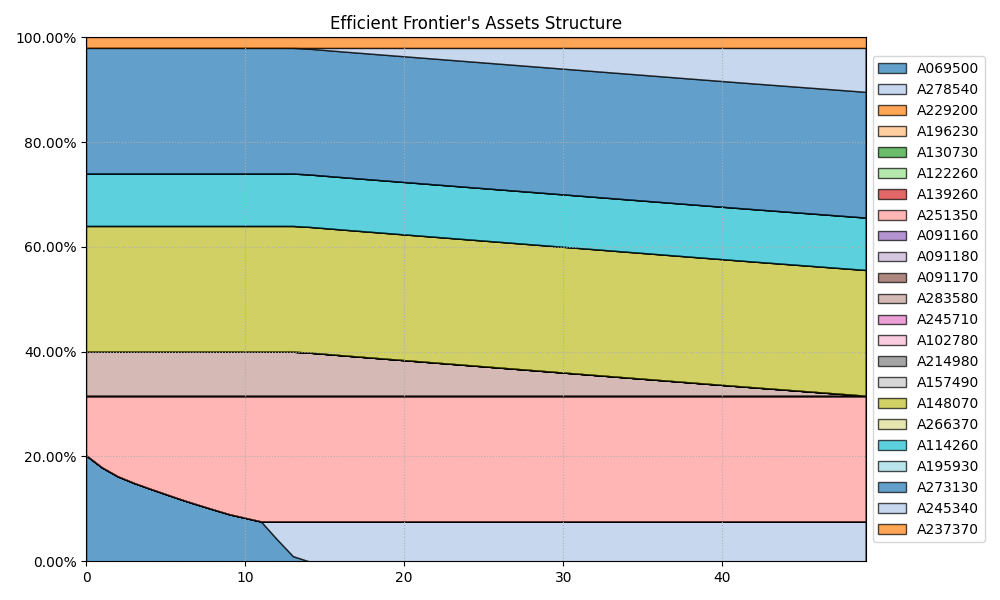 Efficient Frontier's Assets Structure
100.00%
80.00%
60.00%
40.00%
20.00%
0.00%
0
10
20
30
40
A069500
A278540
A229200
A196230
A130730
A122260
A139260
A251350
A091160
A091180
A091170
A283580
A245710
A102780
A214980
A157490
A148070
A266370
A114260
A195930
A273130
A245340
A237370